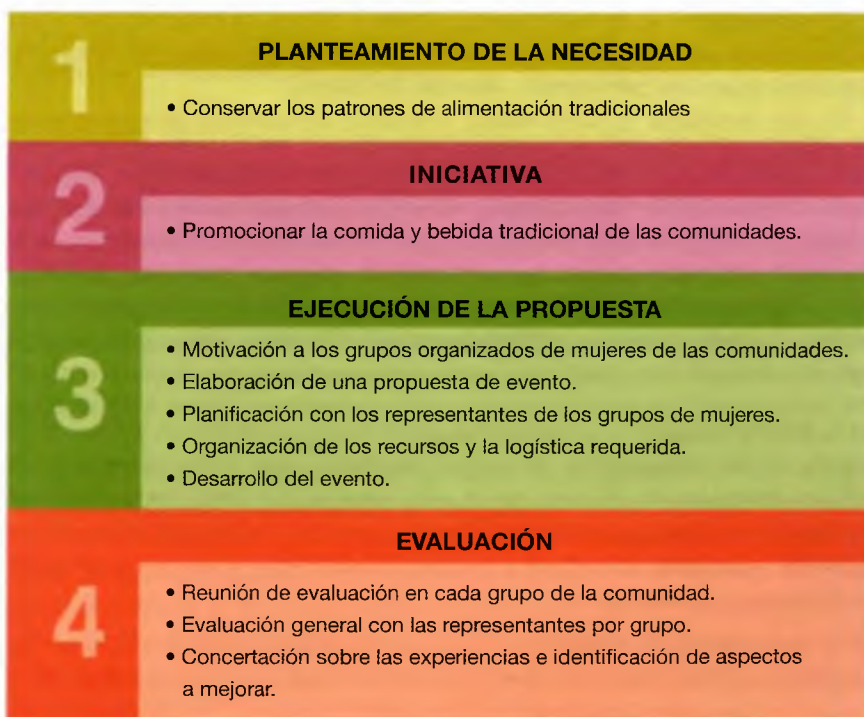 1
PLANTEAMIENTO DE LA NECESIDAD
• Conservar los patrones de alimentación tradicionales
2
INICIATIVA
• Promocionar la comida y bebida tradicional de las comunidades.
3
EJECUCIÓN DE LA PROPUESTA
• Motivación a los grupos organizados de mujeres de las comunidades.
• Elaboración de una propuesta de evento.
• Planificación con los representantes de los grupos de mujeres.
• Organización de los recursos y la logística requerida.
• Desarrollo del evento.
4
EVALUACIÓN
• Reunión de evaluación en cada grupo de la comunidad.
• Evaluación general con las representantes por grupo.
• Concertación sobre las experiencias e identificación de aspectos
a mejorar.